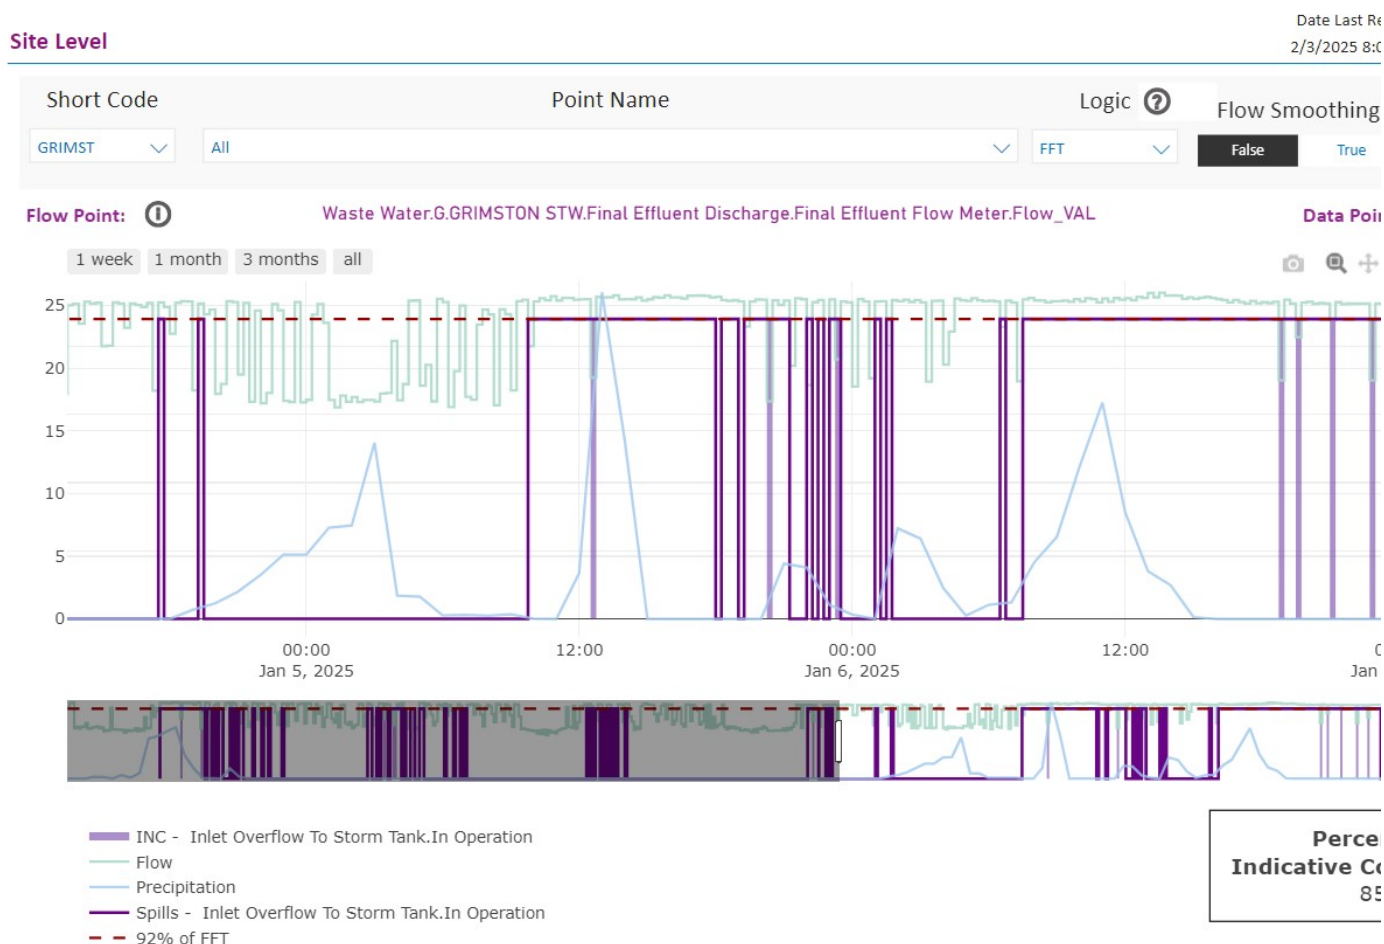 Date Last Re
Site Level
2/3/2025 8:0
Short Code
Point Name
Logic ?
Flow Smoothing
GRIMST
All
FFT
False
True
Flow Point:
Waste Water.G.GRIMSTON STW.Final Effluent Discharge.Final Effluent Flow Meter.Flow_VAL
Data Poin
1 week 1 month 3 months all
25
20
15
10
5
0
00:00 12:00 00:00 12:00 0
Jan 5, 2025 Jan 6, 2025 Jan
INC - Inlet Overflow To Storm Tank.In Operation
Flow
Precipitation
Spills - Inlet Overflow To Storm Tank.In Operation
92% of FFT
Perce
Indicative Co
85